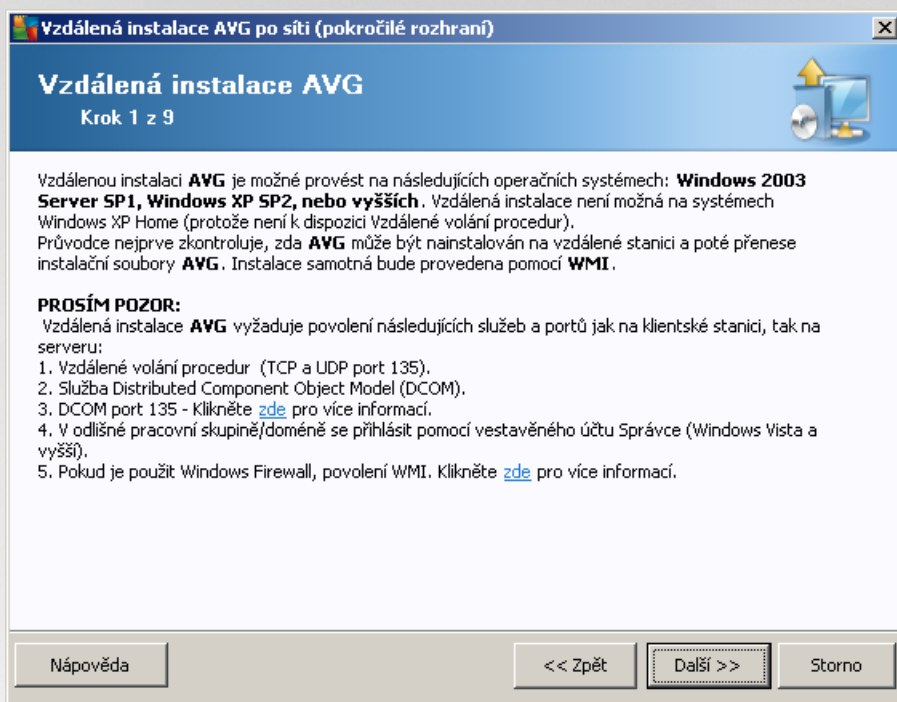 Vzdálená instalace AVG po síti (pokročilé rozhraní)
Vzdálená instalace AVG
Krok 1 z 9
Vzdálenou instalaci AVG je možné provést na následujících operačních systémech: Windows 2003
Server SP1, Windows XP SP2, nebo vyšších. Vzdálená instalace není možná na systémech
Windows XP Home (protože není k dispozici Vzdálené volání procedur).
Průvodce nejprve zkontroluje, zda AVG může být nainstalován na vzdálené stanici a poté přenese
instalační soubory AVG. Instalace samotná bude provedena pomocí WMI.
PROSÍM POZOR:
Vzdálená instalace AVG vyžaduje povolení následujících služeb a portů jak na klientské stanici, tak na
serveru:
1. Vzdálené volání procedur (TCP a UDP port 135).
2. Služba Distributed Component Object Model (DCOM).
3. DCOM port 135 - Klikněte zde pro více informací.
4. V odlišné pracovní skupině/doméně se přihlásit pomocí vestavěného účtu Správce (Windows Vista a
vyšší).
5. Pokud je použit Windows Firewall, povolení WMI. Klikněte zde pro více informací.
Nápověda
<< Zpět
Další >>
Storno